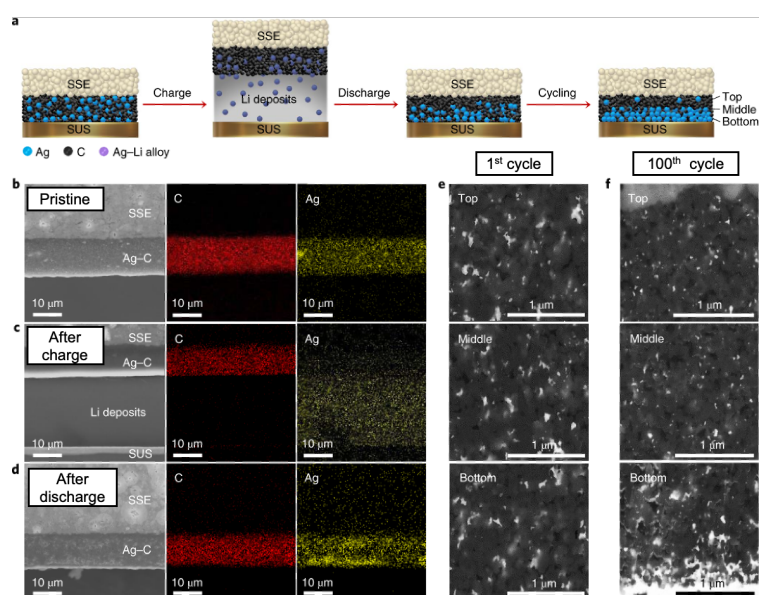 a
SSE
SUS
Charge
SSE
Li deposits
SUS
Discharge
SSE
SUS
Cycling
SSE
SUS
Top
Middle
Bottom
Ag
C
Ag–Li alloy
1st cycle
100th cycle
b
Pristine
SSE
Ag–C
10 μm
C
10 μm
Ag
10 μm
c
After
charge
SSE
Ag–C
Li deposits
SUS
10 μm
C
10 μm
Ag
10 μm
d
After
discharge
SSE
Ag–C
10 μm
C
10 μm
Ag
10 μm
e
Top
1 μm
Middle
1 μm
Bottom
1 μm
f
Top
1 μm
Middle
1 μm
Bottom
1 μm